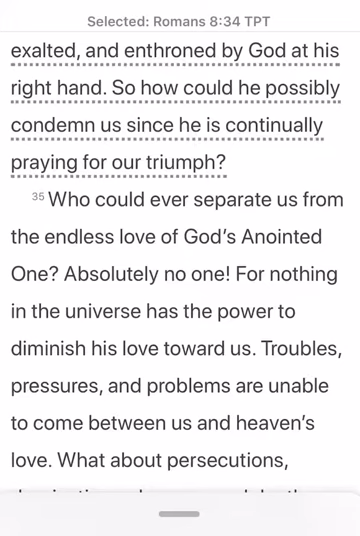 Selected: Romans 8:34 TPT
exalted, and enthroned by God at his
right hand. So how could he possibly
condemn us since he is continually
praying for our triumph?
35 Who could ever separate us from
the endless love of God’s Anointed
One? Absolutely no one! For nothing
in the universe has the power to
diminish his love toward us. Troubles,
pressures, and problems are unable
to come between us and heaven’s
love. What about persecutions,